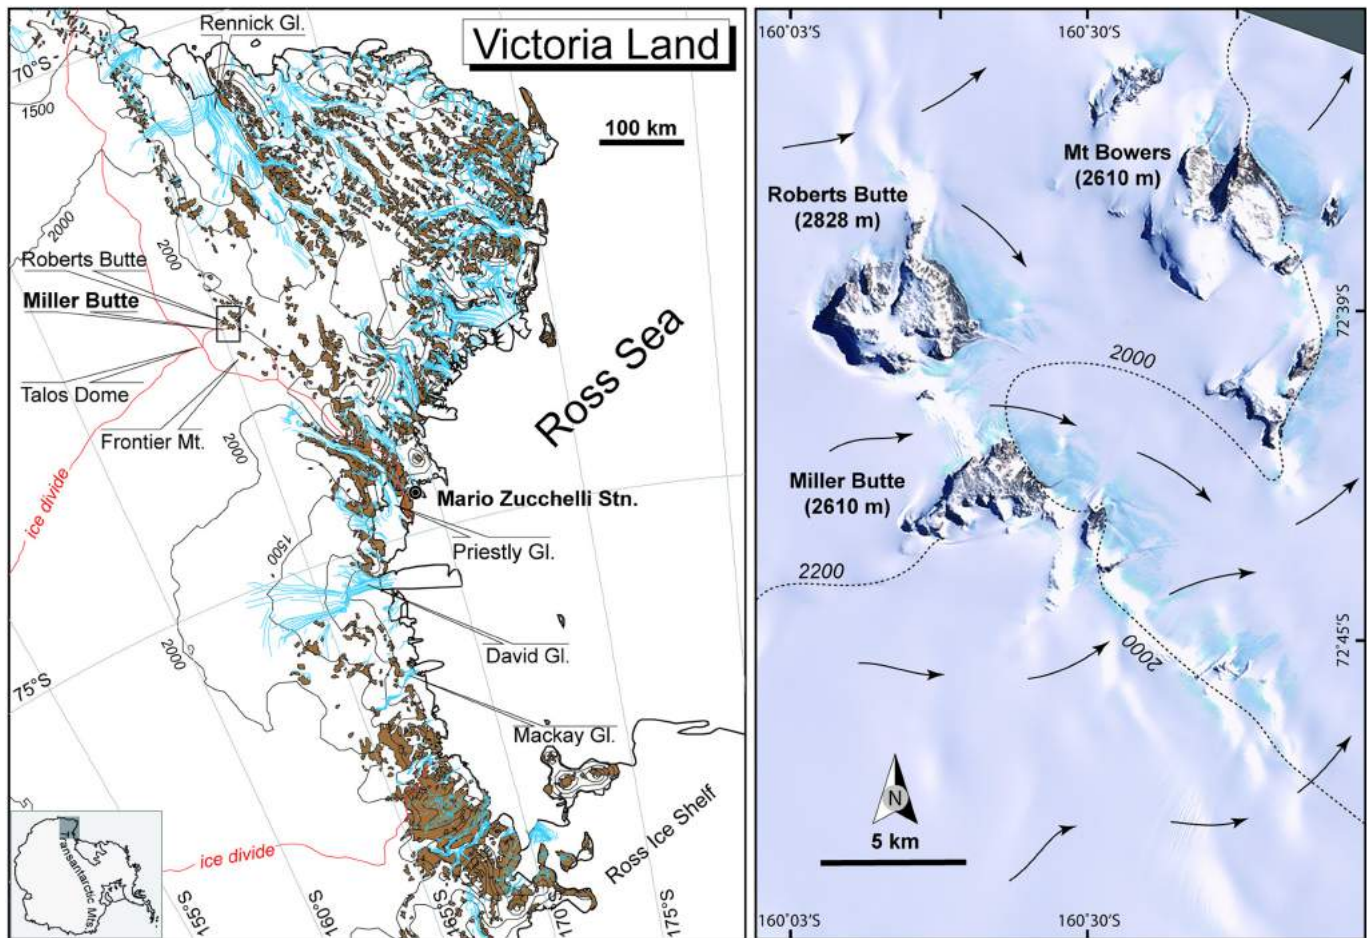 Victoria Land
Rennick Gl.
70°S
1500
100 km
2000
2000
Roberts Butte
Miller Butte
Talos Dome
Frontier Mt.
2000
ice divide
Ross Sea
Mario Zucchelli Stn.
1500
Priestly Gl.
2000
David Gl.
75°S
Mackay Gl.
ice divide
Ross Ice Shelf
Transantarctic Mts.
155°S
160°S
165°S
170°S
175°S
160°03'S
160°30'S
Mt Bowers
(2610 m)
Roberts Butte
(2828 m)
72°39'S
2000
Miller Butte
(2610 m)
2200
72°45'S
2000
N
5 km
160°03'S
160°30'S